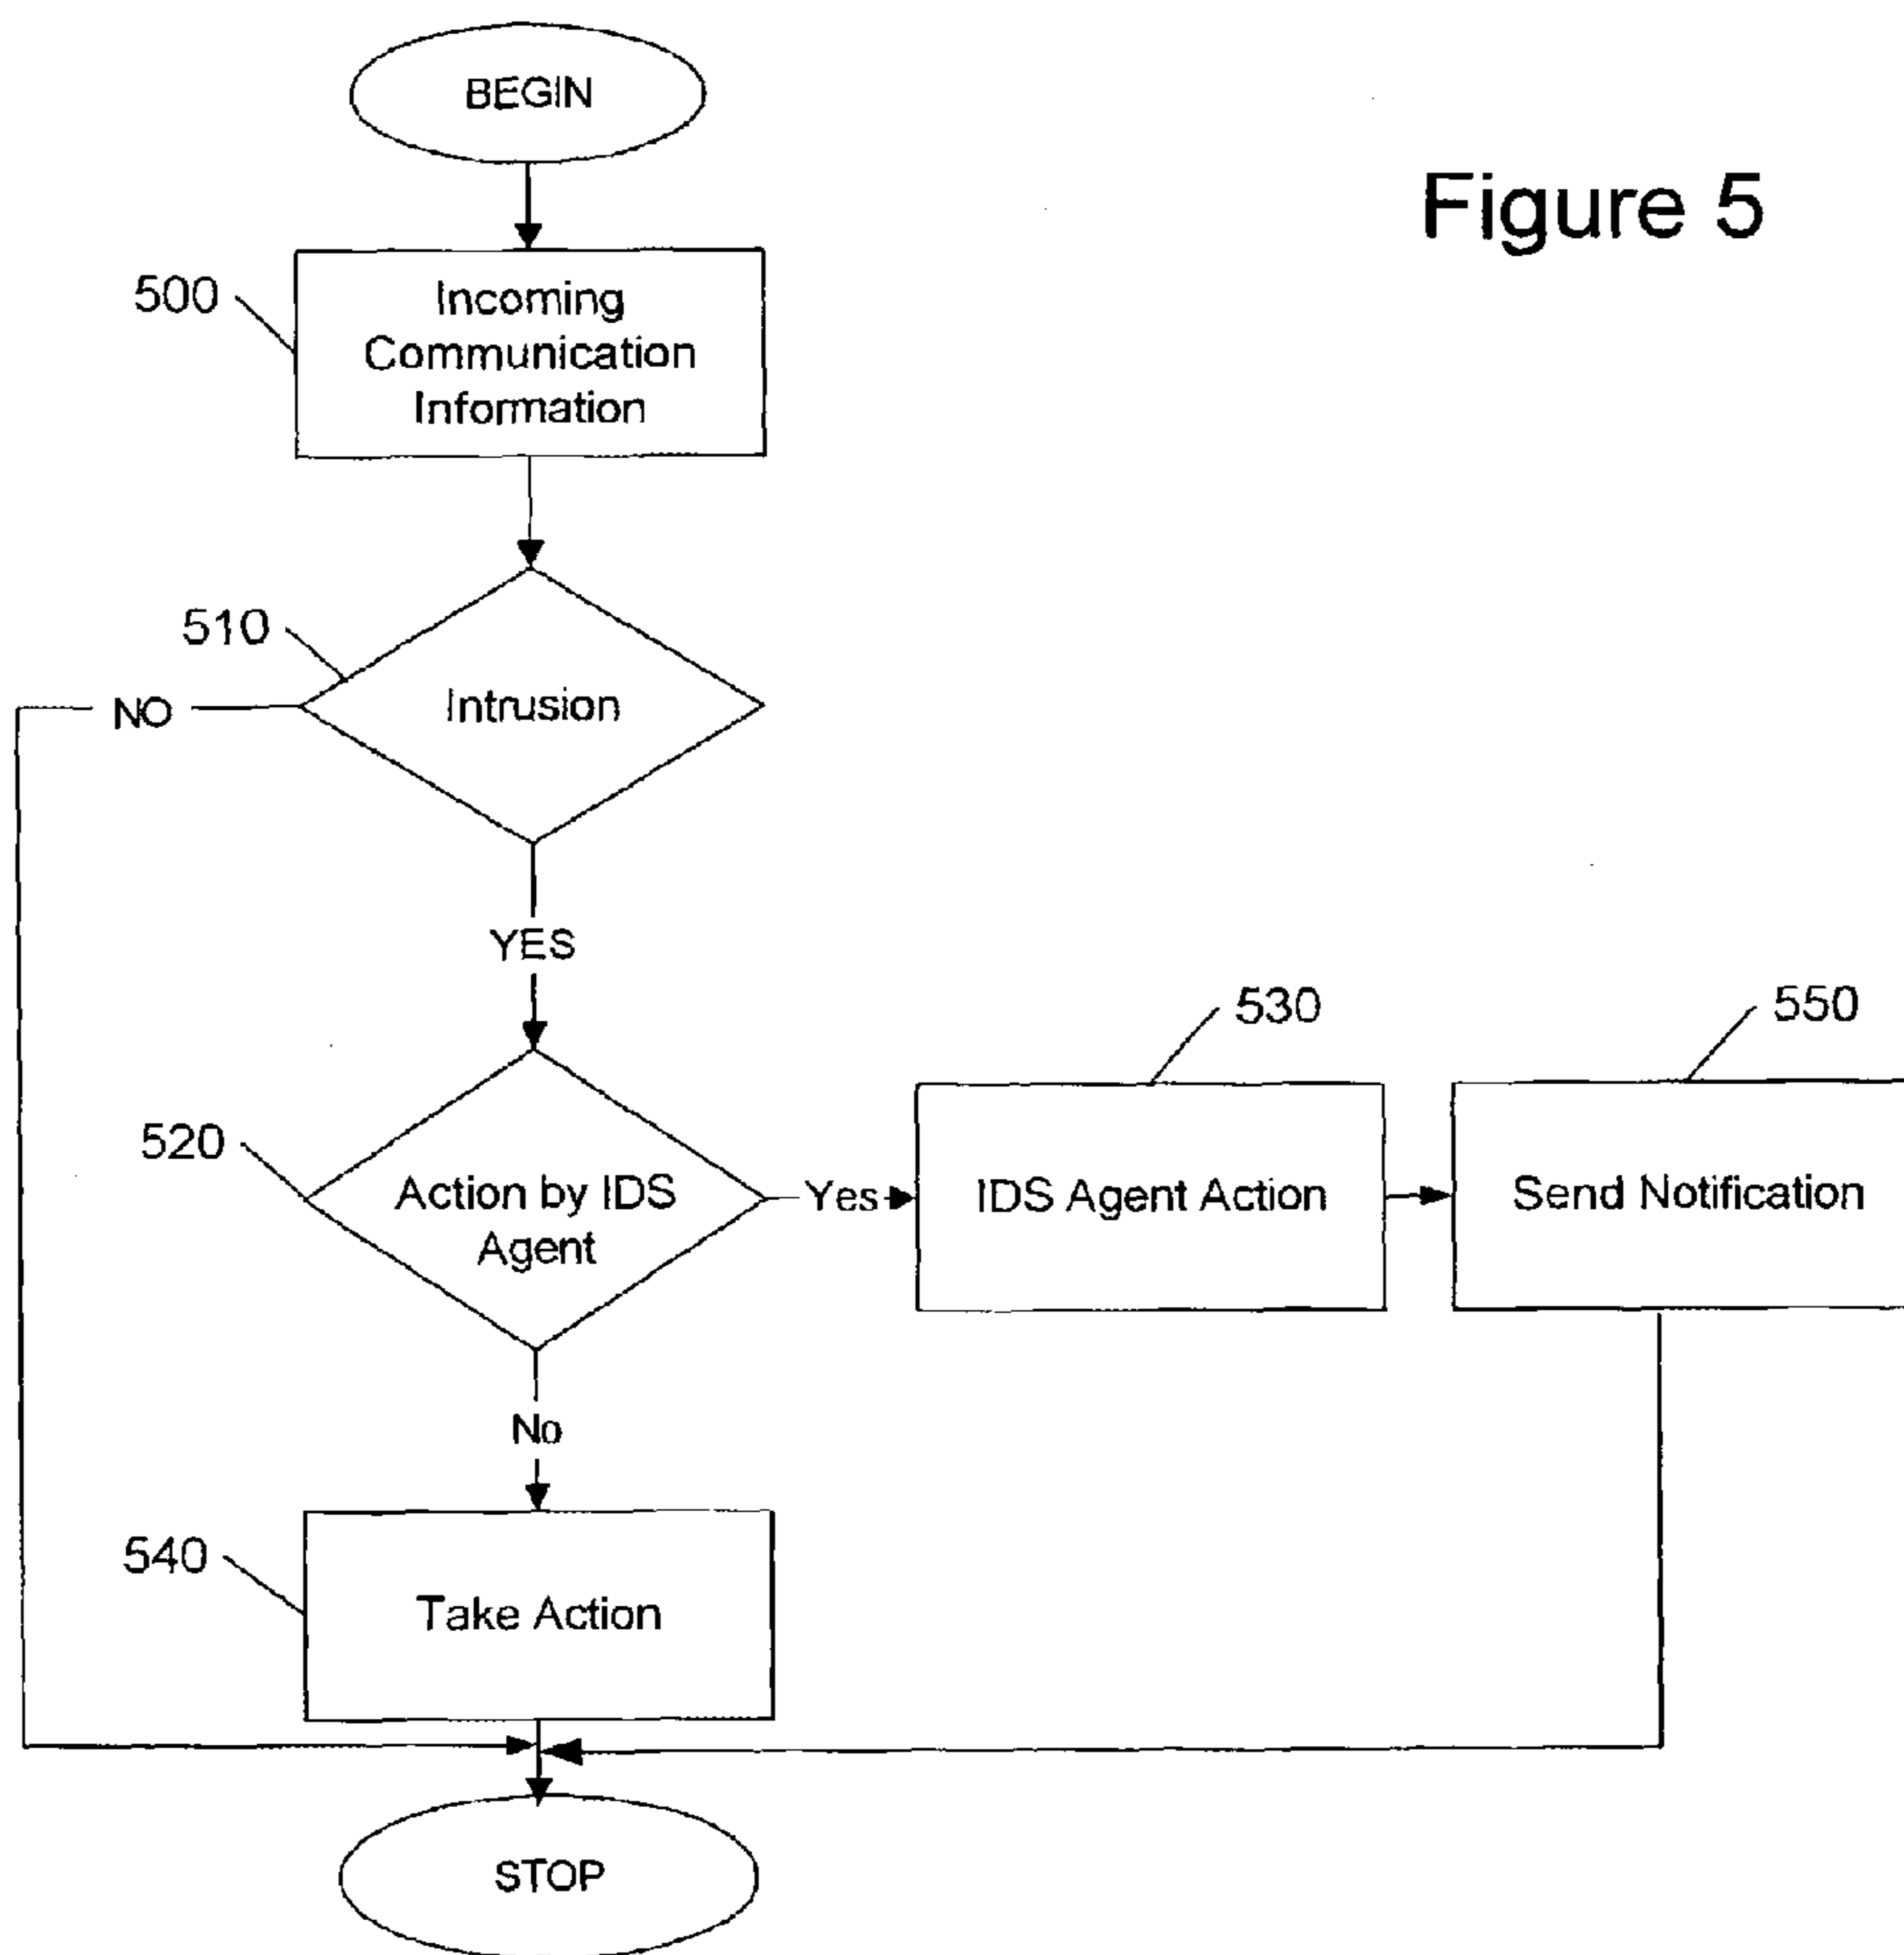 BEGIN
Figure 5
500
Incoming
Communication
Information
510
NO
Intrusion
YES
530
550
520
Action by IDS
Agent
Yes
IDS Agent Action
Send Notification
No
540
Take Action
STOP